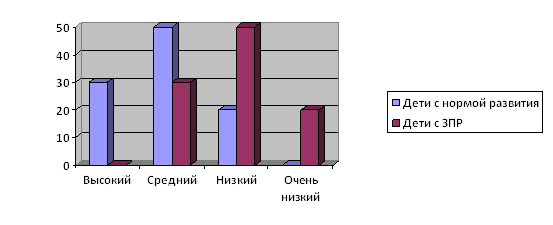 50
40
30
20
10
0
Высокий
Средний
Низкий
Очень
низкий
Дети с нормой развития
Дети с ЗПР